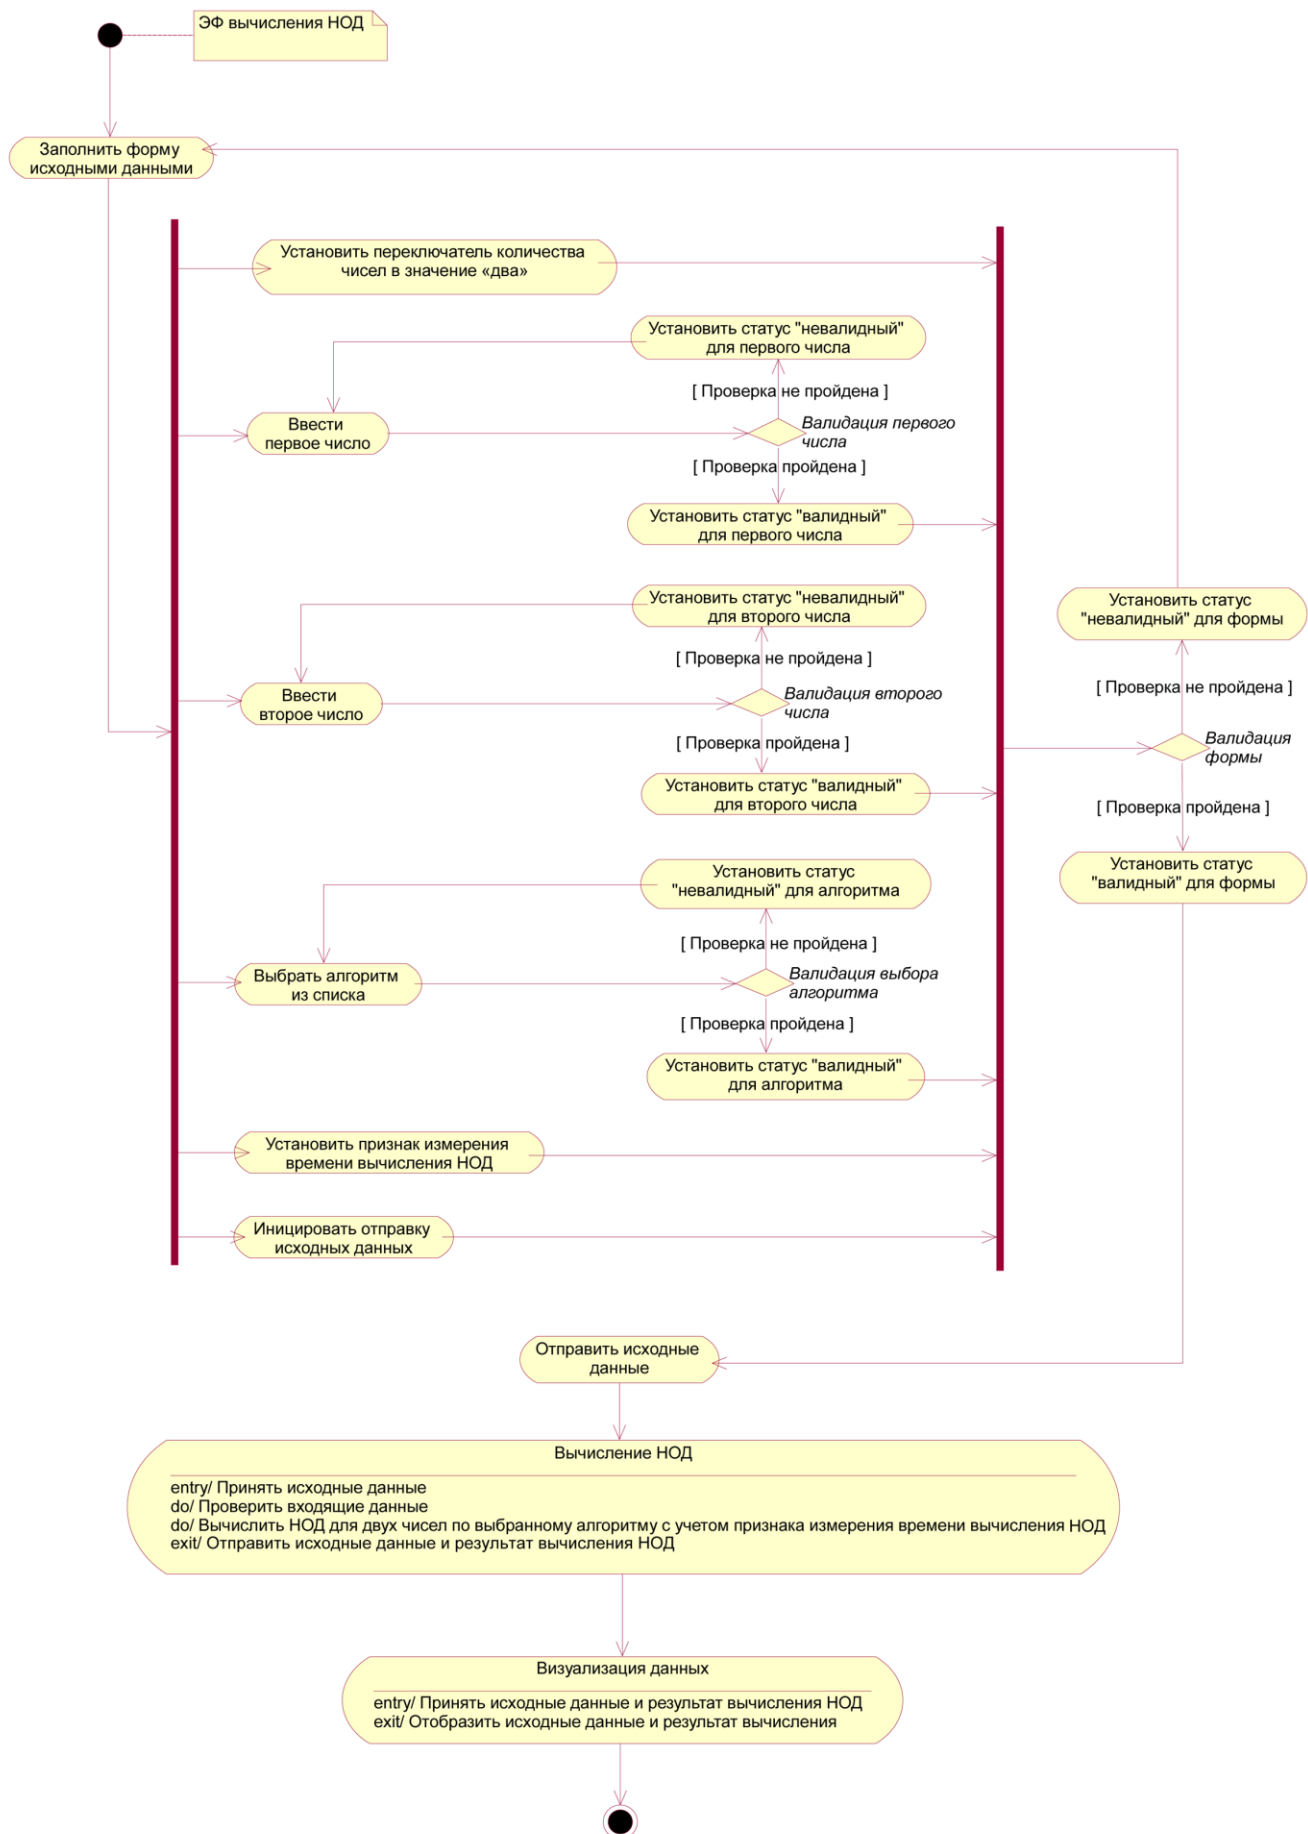 ЭФ вычисления НОД
Заполнить форму
исходными данными
Установить переключатель количества
чисел в значение «два»
Установить статус "невалидный"
для первого числа
[ Проверка не пройдена ]
Ввести
первое число
Валидация первого
числа
[ Проверка пройдена ]
Установить статус "валидный"
для первого числа
Установить статус "невалидный"
для второго числа
[ Проверка не пройдена ]
Ввести
второе число
Валидация второго
числа
[ Проверка пройдена ]
Установить статус "валидный"
для второго числа
Установить статус
"невалидный" для алгоритма
[ Проверка не пройдена ]
Выбрать алгоритм
из списка
Валидация выбора
алгоритма
[ Проверка пройдена ]
Установить статус "валидный"
для алгоритма
Установить признак измерения
времени вычисления НОД
Инициировать отправку
исходных данных
Установить статус
"невалидный" для формы
[ Проверка не пройдена ]
Валидация
формы
[ Проверка пройдена ]
Установить статус
"валидный" для формы
Отправить исходные
данные
Вычисление НОД
entry/ Принять исходные данные
do/ Проверить входящие данные
do/ Вычислить НОД для двух чисел по выбранному алгоритму с учетом признака измерения времени вычисления НОД
exit/ Отправить исходные данные и результат вычисления НОД
Визуализация данных
entry/ Принять исходные данные и результат вычисления НОД
exit/ Отобразить исходные данные и результат вычисления